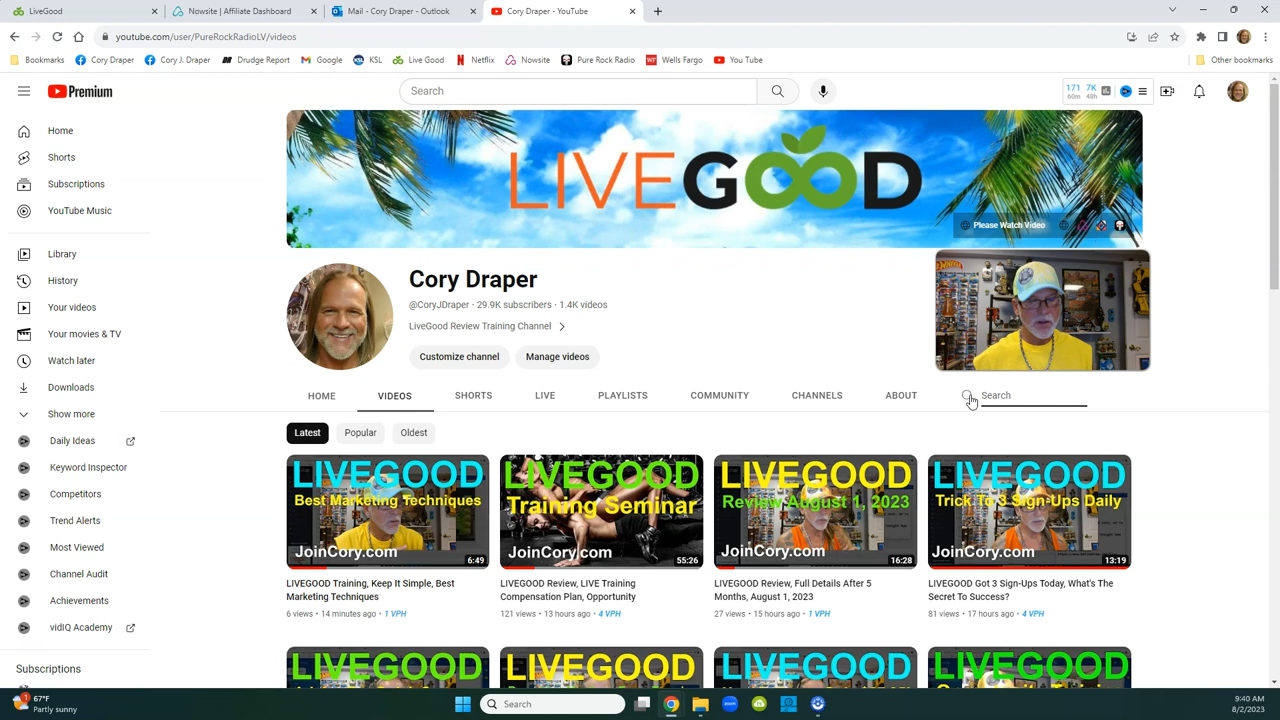 LiveGood
Nowsite | Affiliate Dashboard
Mail - Cory Draper - Outlook
Cory Draper - YouTube
youtube.com/user/PureRockRadioLV/videos
Bookmarks
Cory Draper
Cory J. Draper
Drudge Report
Google
KSL
Live Good
Netflix
Nowsite
Pure Rock Radio
Wells Fargo
You Tube
Other bookmarks
Premium
Search
171 7K
60m 48h
LIVEGOOD
Please Watch Video
Home
Shorts
Subscriptions
YouTube Music
Library
History
Your videos
Your movies & TV
Watch later
Downloads
Show more
Daily Ideas
Keyword Inspector
Competitors
Trend Alerts
Most Viewed
Channel Audit
Achievements
vidIQ Academy
Subscriptions
Cory Draper
@CoryJDraper · 29.9K subscribers · 1.4K videos
LiveGood Review Training Channel
Customize channel
Manage videos
HOME VIDEOS SHORTS LIVE PLAYLISTS COMMUNITY CHANNELS ABOUT Search
Latest Popular Oldest
LIVEGOOD
Best Marketing Techniques
JoinCory.com
6:49
LIVEGOOD Training, Keep It Simple, Best
Marketing Techniques
6 views · 14 minutes ago · 1 VPH
LIVEGOOD
Training Seminar
JoinCory.com
55:26
LIVEGOOD Review, LIVE Training
Compensation Plan, Opportunity
121 views · 13 hours ago · 4 VPH
LIVEGOOD
Review August 1, 2023
JoinCory.com
16:28
LIVEGOOD Review, Full Details After 5
Months, August 1, 2023
27 views · 15 hours ago · 1 VPH
LIVEGOOD
Trick To 3 Sign-Ups Daily
JoinCory.com
13:19
LIVEGOOD Got 3 Sign-Ups Today, What's The
Secret To Success?
81 views · 17 hours ago · 4 VPH
LIVEGOOD
LIVEGOOD
LIVEGOOD
LIVEGOOD
67°F
Partly sunny
Search
9:40 AM
8/2/2023